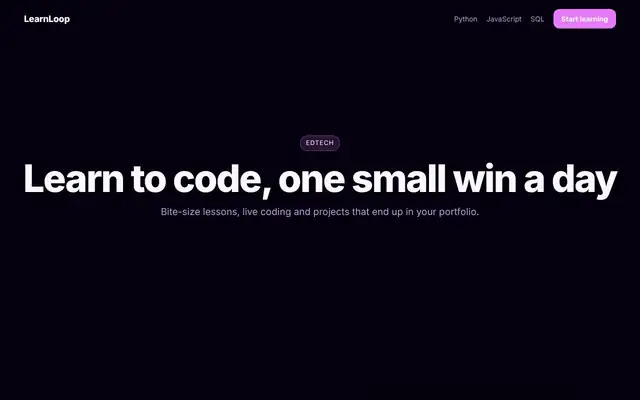 LearnLoop
Python JavaScript SQL Start learning
EDTECH
Learn to code, one small win a day
Bite-size lessons, live coding and projects that end up in your portfolio.